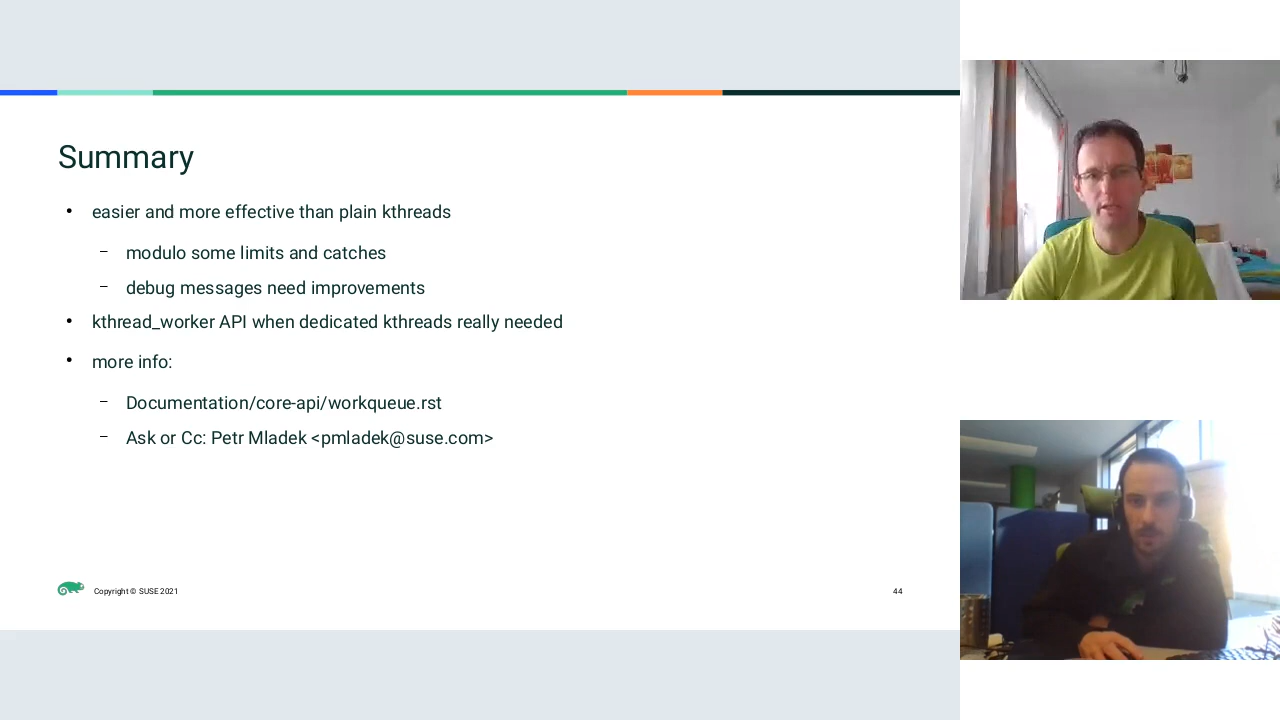 Summary
easier and more effective than plain kthreads
modulo some limits and catches
debug messages need improvements
kthread_worker API when dedicated kthreads really needed
more info:
Documentation/core-api/workqueue.rst
Ask or Cc: Petr Mladek <pmladek@suse.com>
Copyright © SUSE 2021
44